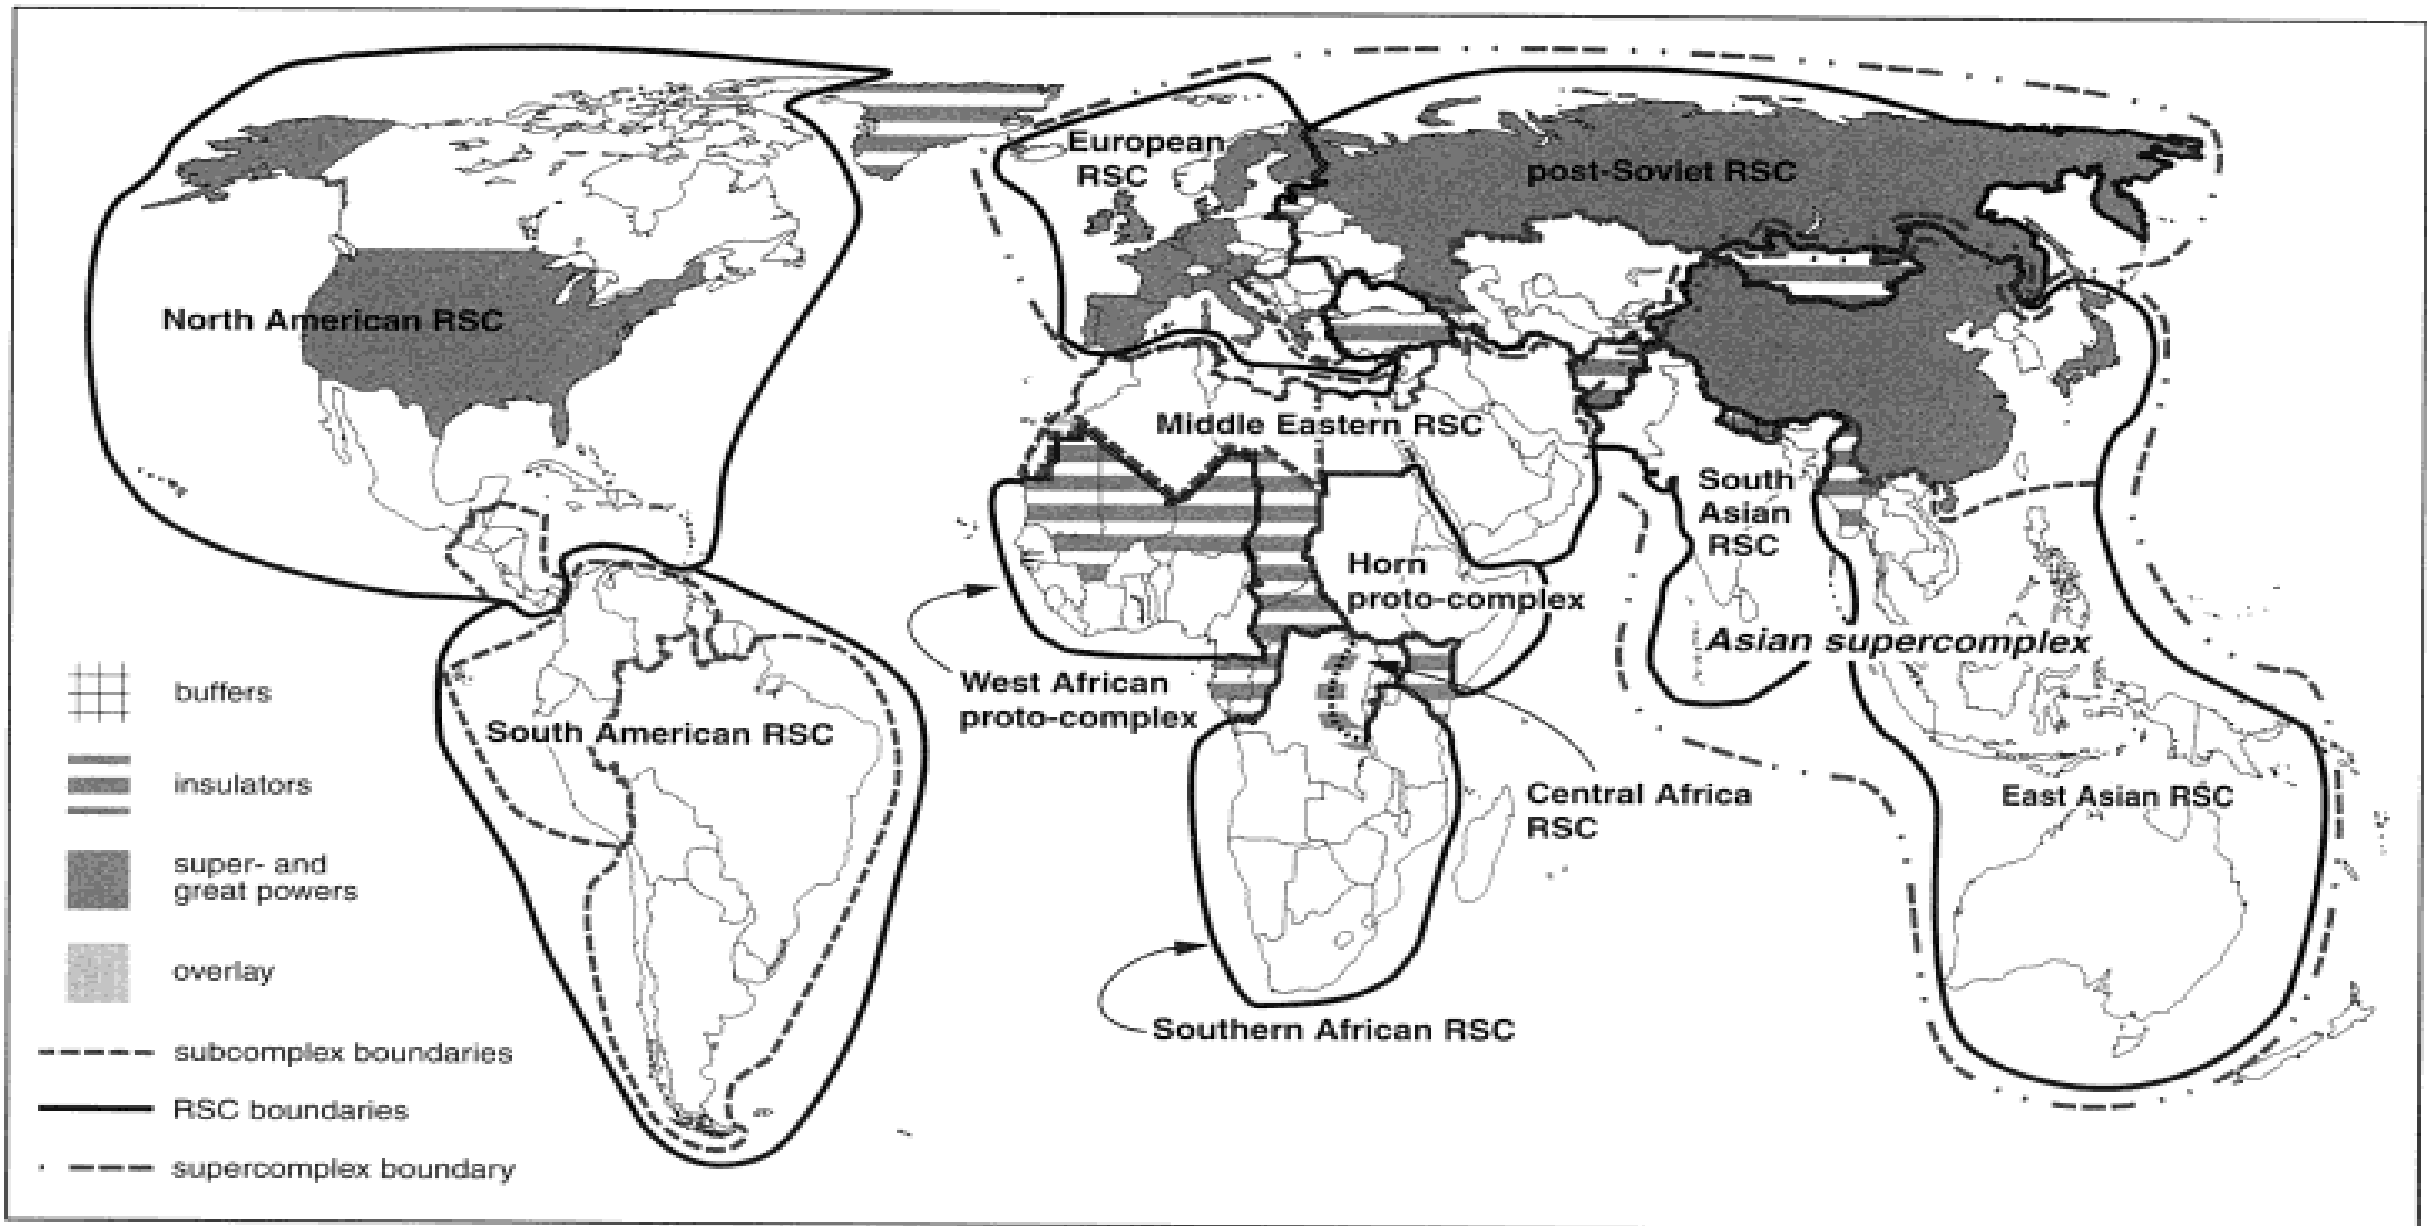 European
RSC
post-Soviet RSC
North American RSC
Middle Eastern RSC
South
Asian
RSC
Horn
proto-complex
Asian supercomplex
West African
proto-complex
South American RSC
Central Africa
RSC
East Asian RSC
Southern African RSC
buffers
insulators
super- and
great powers
overlay
subcomplex boundaries
RSC boundaries
supercomplex boundary